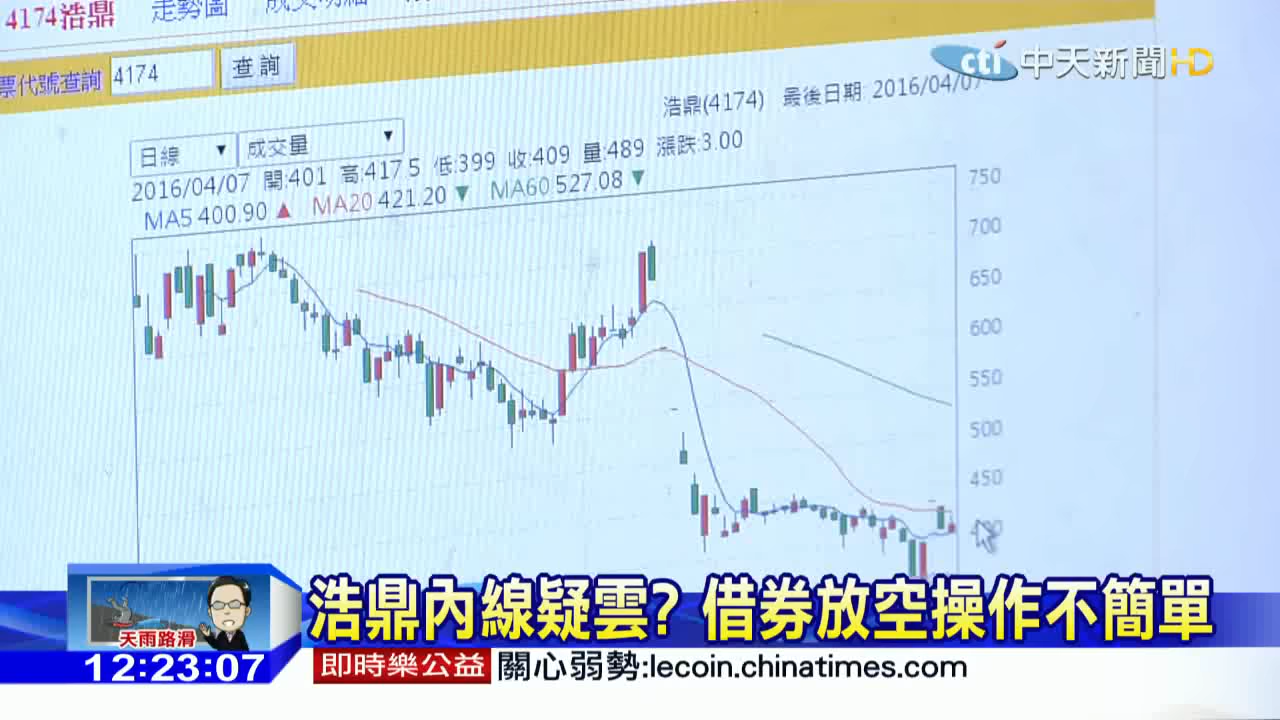 4174浩鼎 走勢圖 成交明細
票代號查詢 4174 查詢
cti 中天新聞HD
浩鼎(4174) 最後日期: 2016/04/07
日線 成交量
2016/04/07 開:401 高:417.5 低:399 收:409 量:489 漲跌:3.00
MA5 400.90 ▲ MA20 421.20 ▼ MA60 527.08 ▼
750
700
650
600
550
500
450
400
浩鼎內線疑雲? 借券放空操作不簡單
天雨路滑
12:23:07 即時樂公益 關心弱勢:lecoin.chinatimes.com